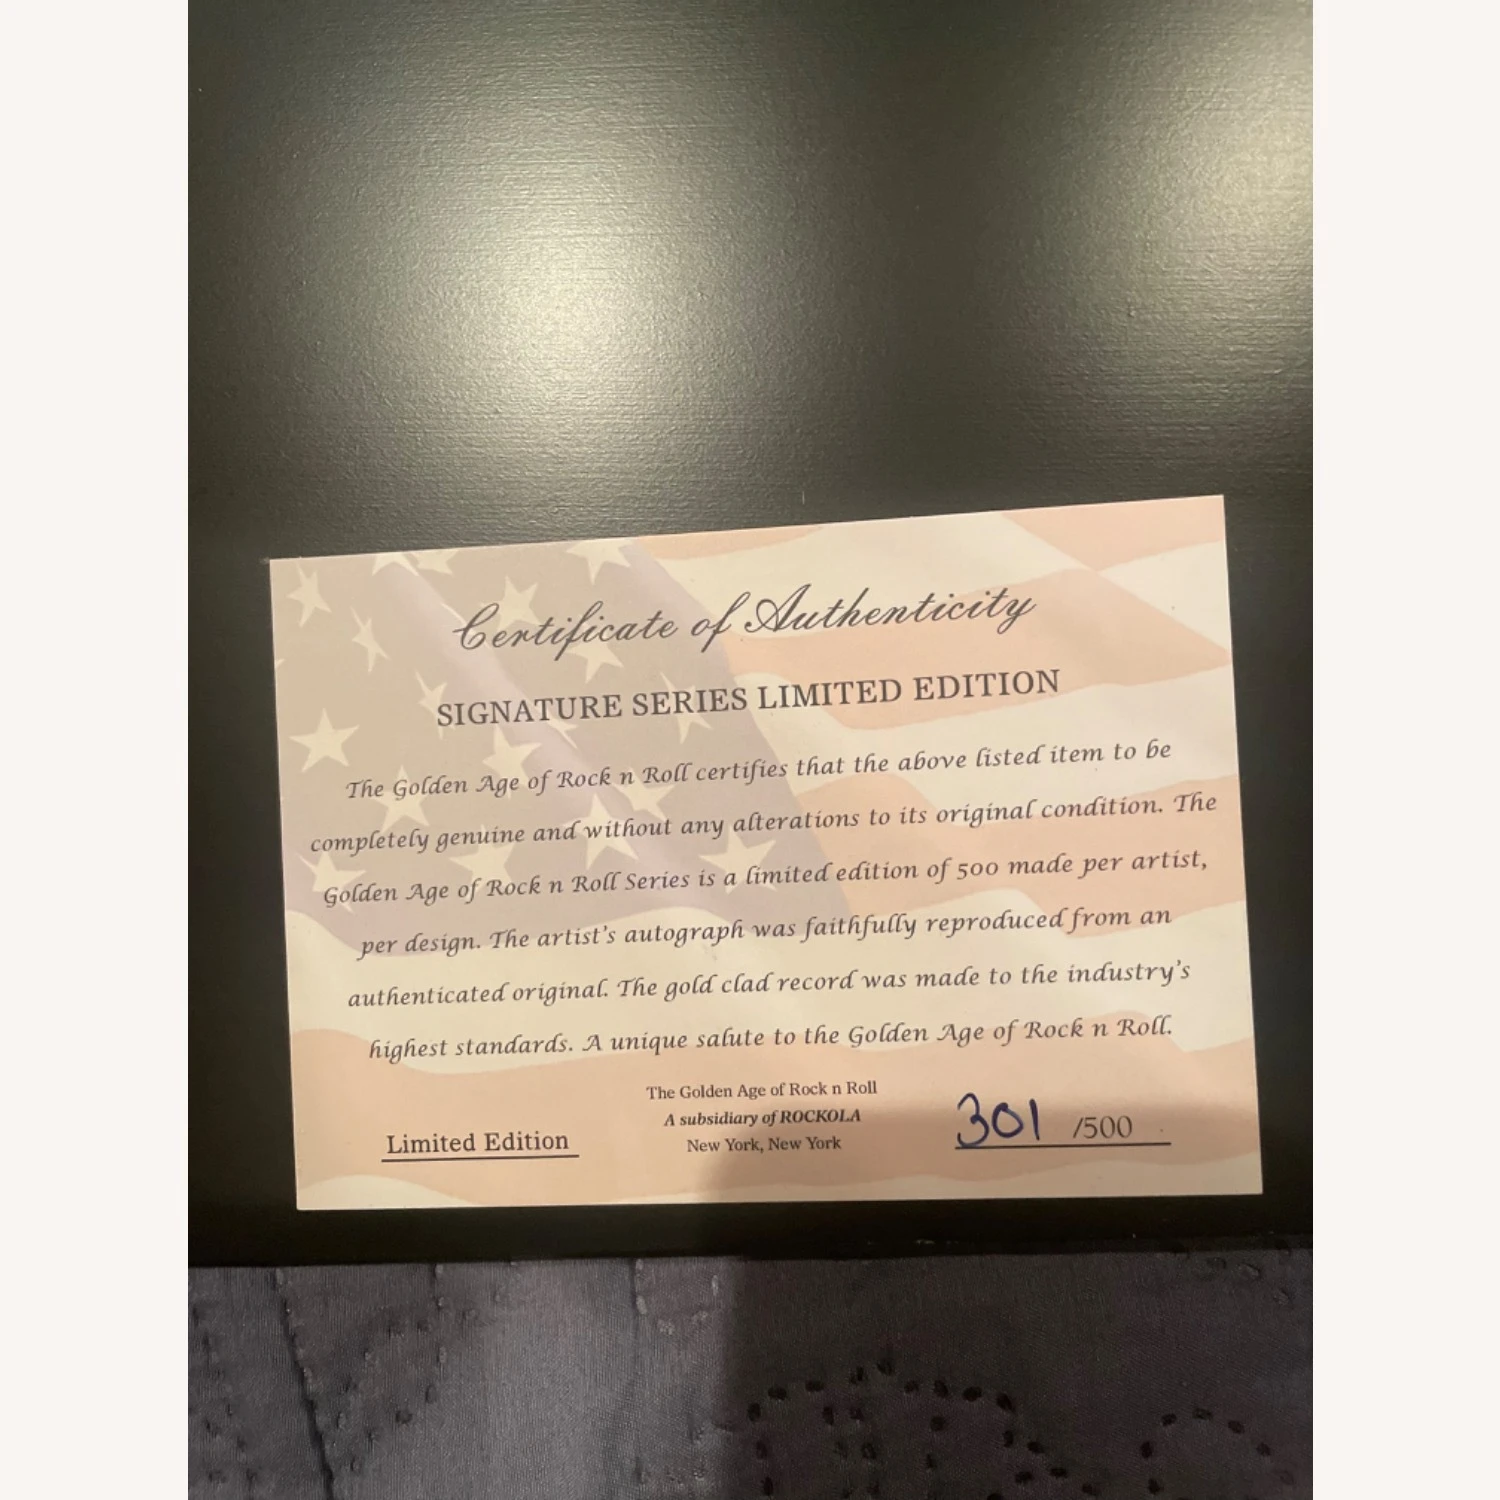 Certificate of Authenticity
SIGNATURE SERIES LIMITED EDITION
The Golden Age of Rock n Roll certifies that the above listed item to be
completely genuine and without any alterations to its original condition. The
Golden Age of Rock n Roll Series is a limited edition of 500 made per artist,
per design. The artist's autograph was faithfully reproduced from an
authenticated original. The gold clad record was made to the industry's
highest standards. A unique salute to the Golden Age of Rock n Roll.
The Golden Age of Rock n Roll
A subsidiary of ROCKOLA
New York, New York
Limited Edition
301 /500